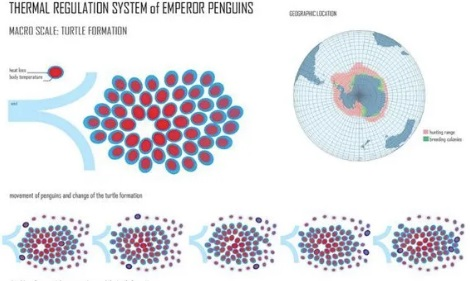 THERMAL REGULATION SYSTEM of EMPEROR PENGUINS
MACRO SCALE: TURTLE FORMATION
GEOGRAPHIC LOCATION
heat loss
body temperature
wind
hunting range
breeding colonies
movement of penguins and change of the turtle formation